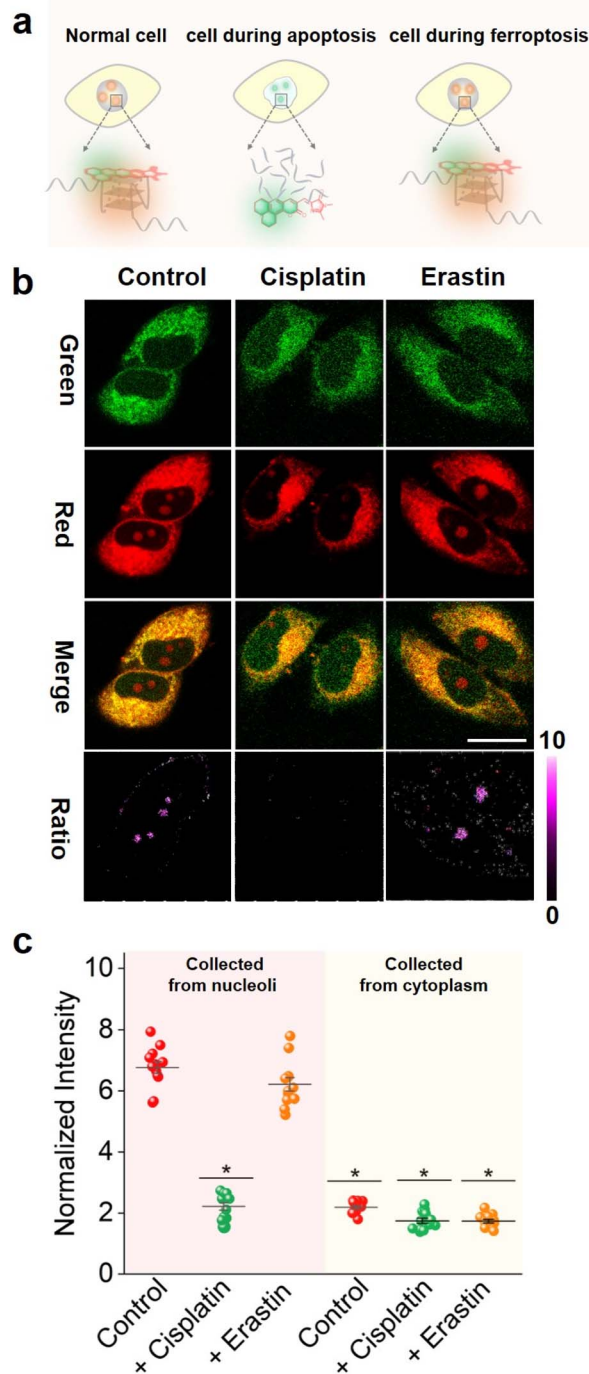 a
Normal cell
cell during apoptosis
cell during ferroptosis
b
Control
Cisplatin
Erastin
Green
Red
Merge
Ratio
10
0
c
Collected
from nucleoli
Collected
from cytoplasm
Normalized Intensity
10
8
6
4
2
0
*
*
*
*
Control
+ Cisplatin
+ Erastin
Control
+ Cisplatin
+ Erastin